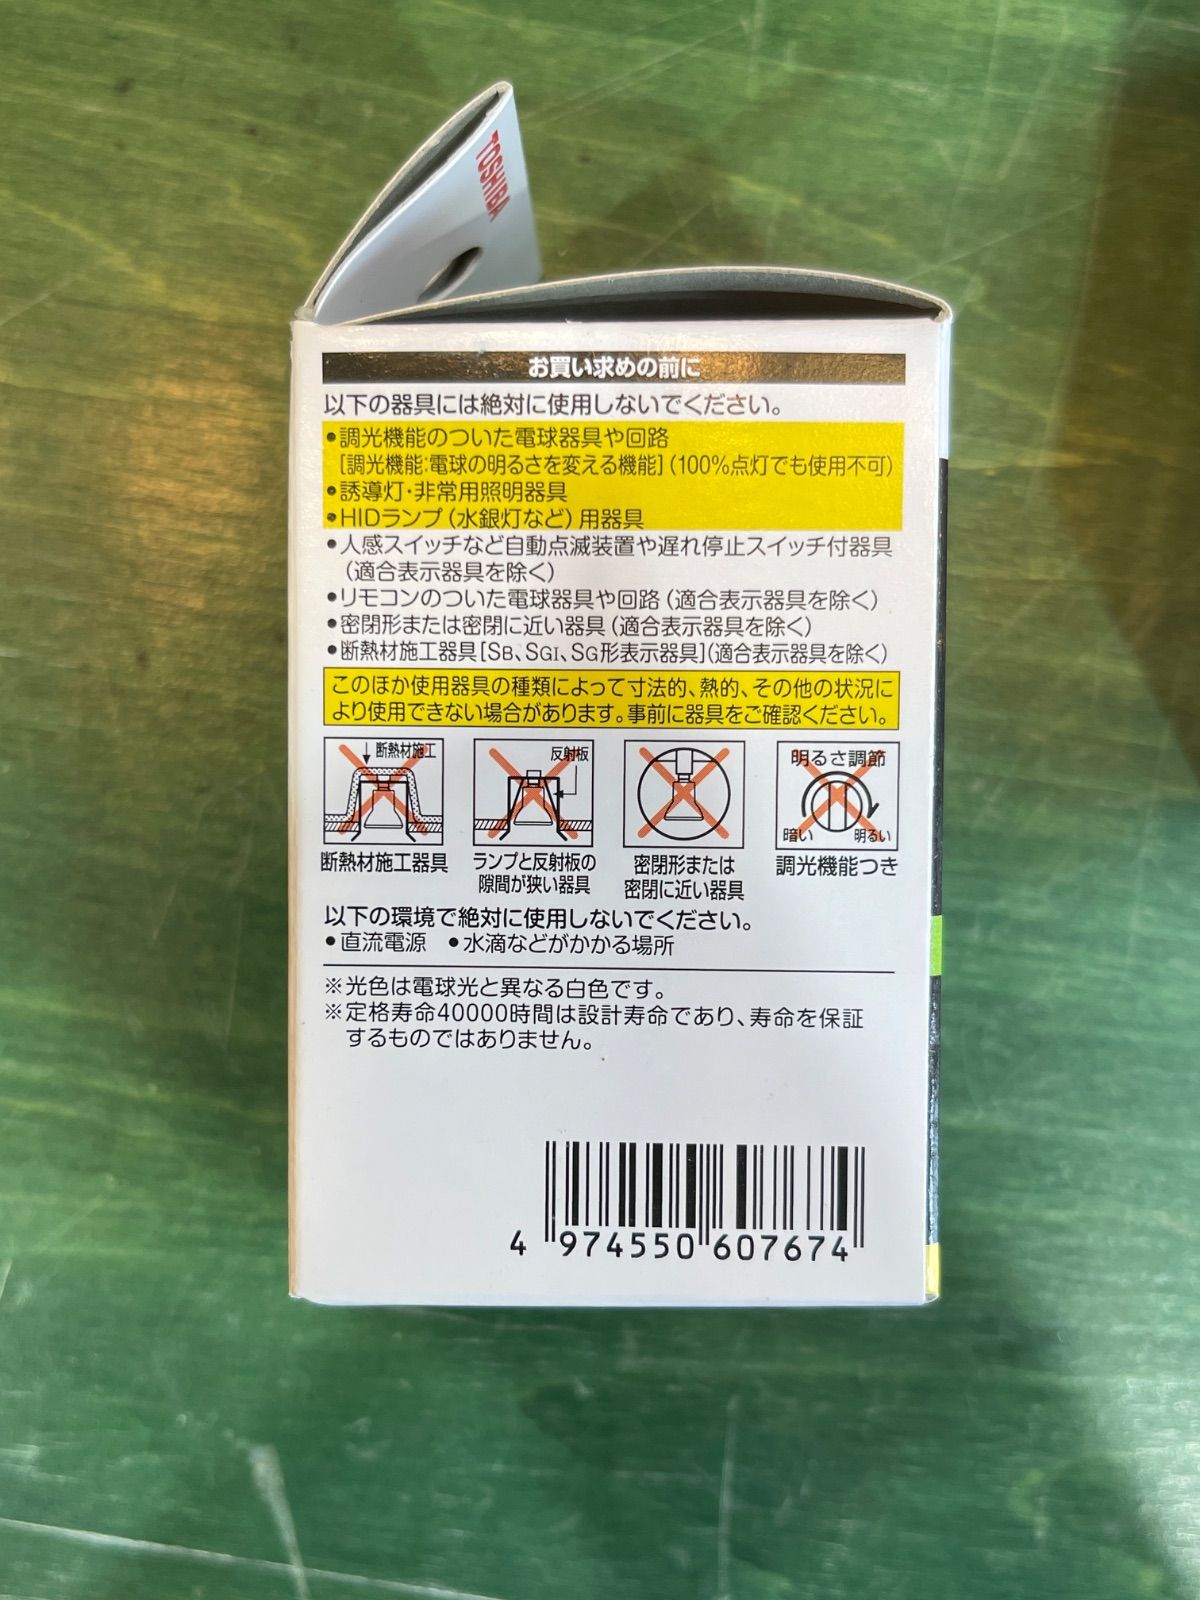 TOSHIBA
お買い求めの前に
以下の器具には絶対に使用しないでください。
●調光機能のついた電球器具や回路
[調光機能:電球の明るさを変える機能](100%点灯でも使用不可)
●誘導灯・非常用照明器具
●HIDランプ(水銀灯など)用器具
●人感スイッチなど自動点滅装置や遅れ停止スイッチ付器具
(適合表示器具を除く)
●リモコンのついた電球器具や回路(適合表示器具を除く)
●密閉形または密閉に近い器具(適合表示器具を除く)
●断熱材施工器具[SB、SGI、SG形表示器具](適合表示器具を除く)
このほか使用器具の種類によって寸法的、熱的、その他の状況に
より使用できない場合があります。事前に器具をご確認ください。
断熱材施工
反射板
明るさ調節
暗い 明るい
断熱材施工器具
ランプと反射板の
隙間が狭い器具
密閉形または
密閉に近い器具
調光機能つき
以下の環境で絶対に使用しないでください。
●直流電源 ●水滴などがかかる場所
※光色は電球光と異なる白色です。
※定格寿命40000時間は設計寿命であり、寿命を保証
するものではありません。
4 974550 607674